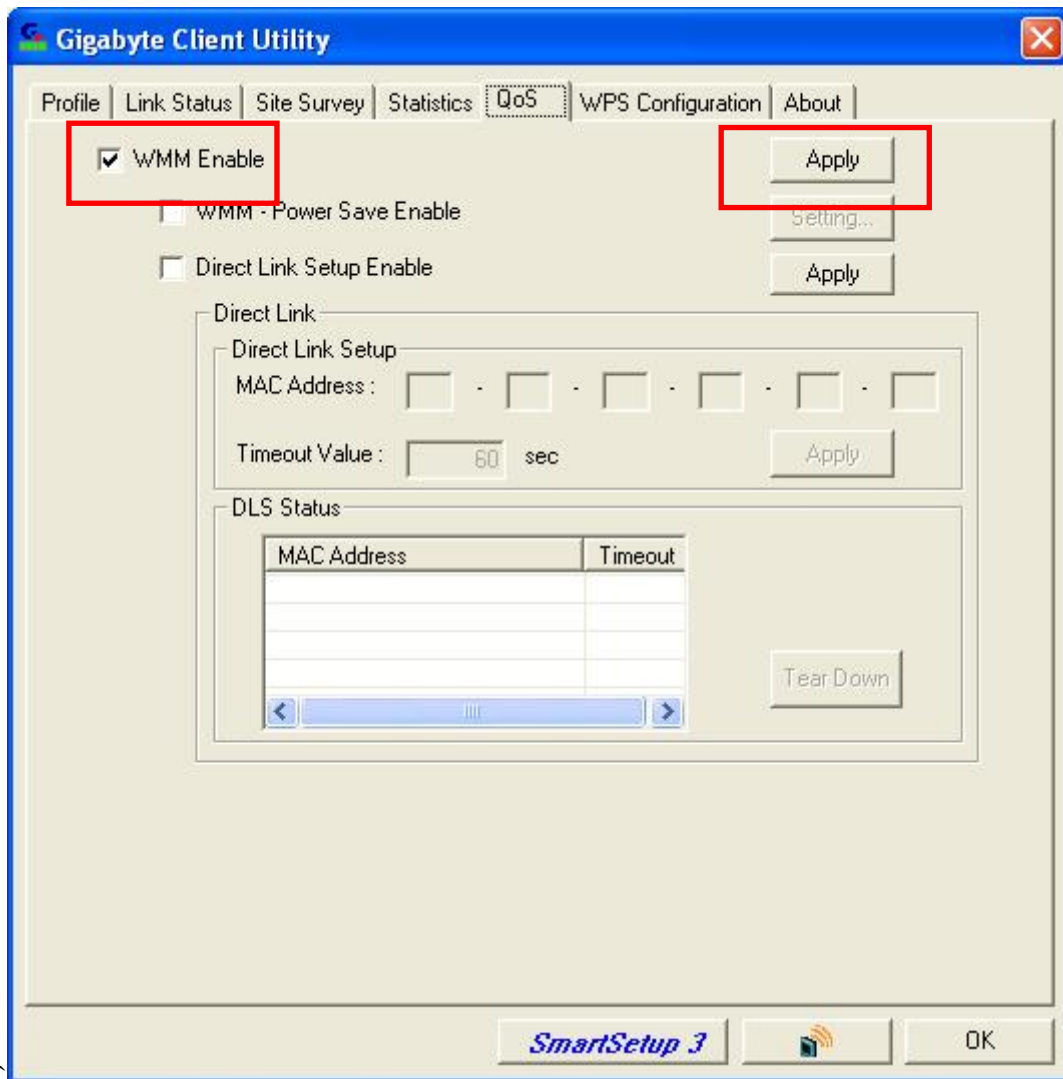 Gigabyte Client Utility
Profile Link Status Site Survey Statistics QoS WPS Configuration About
WMM Enable Apply
WMM - Power Save Enable Setting...
Direct Link Setup Enable Apply
Direct Link
Direct Link Setup
MAC Address : - - - - -
Timeout Value : 60 sec Apply
DLS Status
MAC Address Timeout
Tear Down
SmartSetup 3 OK